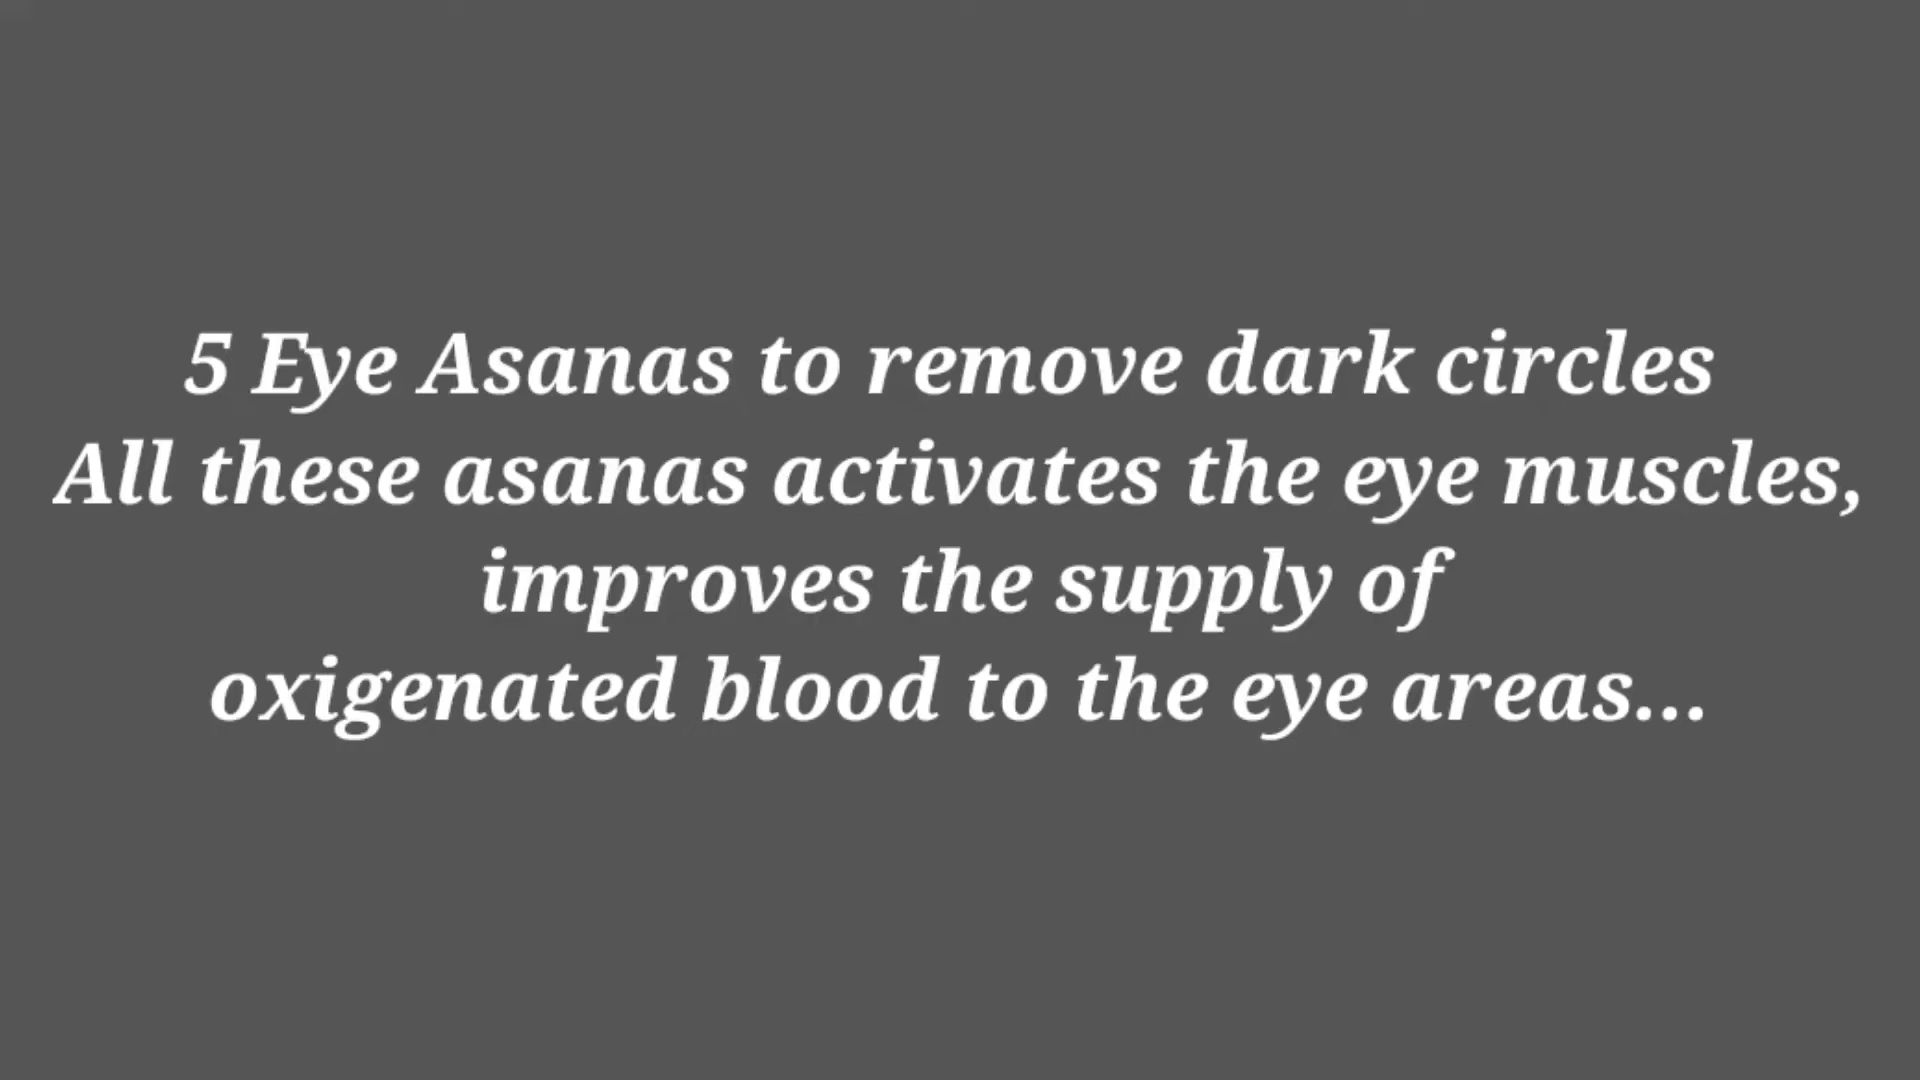 5 Eye Asanas to remove dark circles
All these asanas activates the eye muscles,
improves the supply of
oxigenated blood to the eye areas...